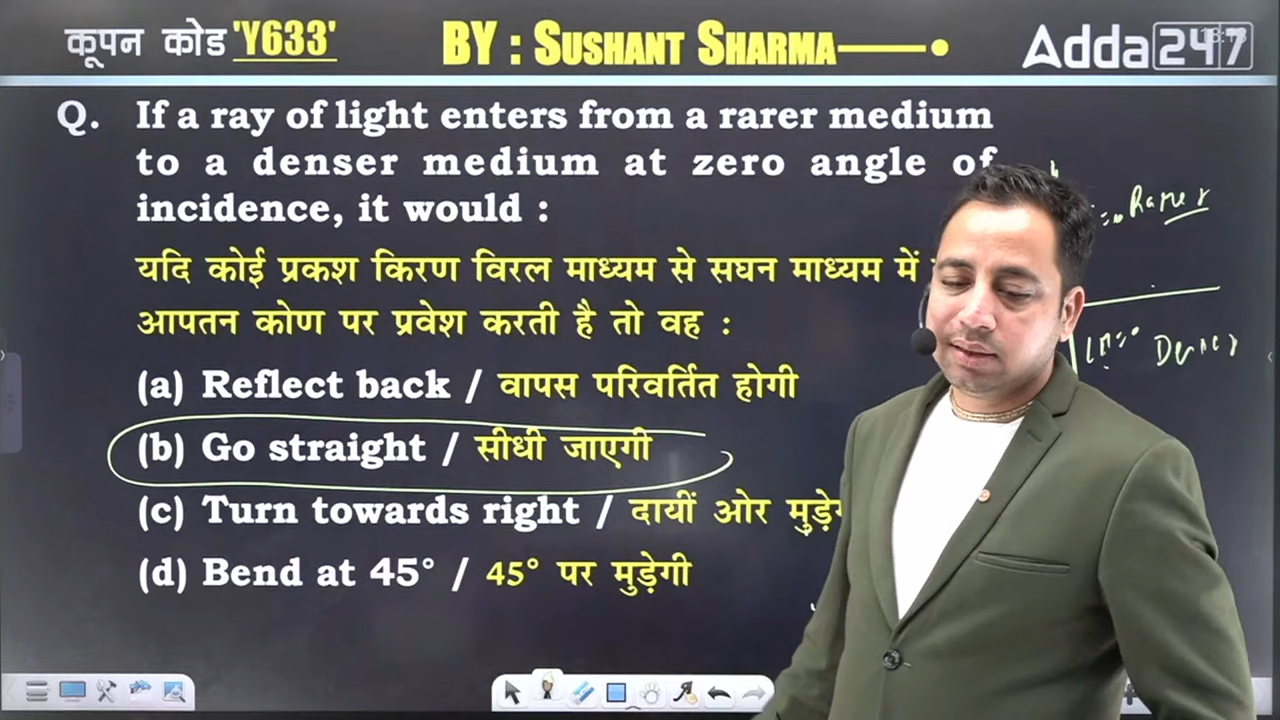 कूपन कोड 'Y633'
BY : SUSHANT SHARMA
Adda247
Q. If a ray of light enters from a rarer medium
to a denser medium at zero angle of
incidence, it would :
यदि कोई प्रकश किरण विरल माध्यम से सघन माध्यम में
आपतन कोण पर प्रवेश करती है तो वह :
(a) Reflect back / वापस परिवर्तित होगी
(b) Go straight / सीधी जाएगी
(c) Turn towards right / दायीं ओर
(d) Bend at 45° / 45° पर मुड़ेगी
Rarer
Denser